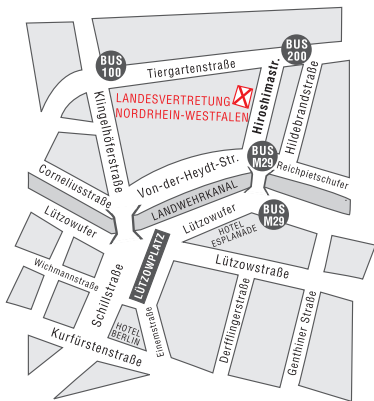 BUS
100
BUS
200
Tiergartenstraße
Hiroshimastr.
Hildebrandstraße
LANDESVERTRETUNG
NORDRHEIN-WESTFALEN
Klingelhöferstraße
BUS
M29
Von-der-Heydt-Str.
Reichpietschufer
Corneliusstraße
LANDWEHRKANAL
BUS
M29
Lützowufer
Lützowufer
HOTEL
ESPLANADE
LÜTZOWPLATZ
Lützowstraße
Wichmannstraße
Schillstraße
Derfflingerstraße
Genthiner Straße
HOTEL
BERLIN
Einemstraße
Kurfürstenstraße